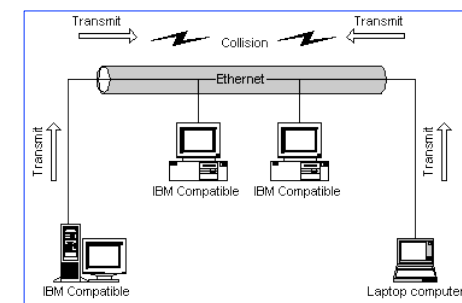 Transmit
Transmit
Collision
Ethernet
Transmit
Transmit
IBM Compatible
IBM Compatible
IBM Compatible
Laptop computer